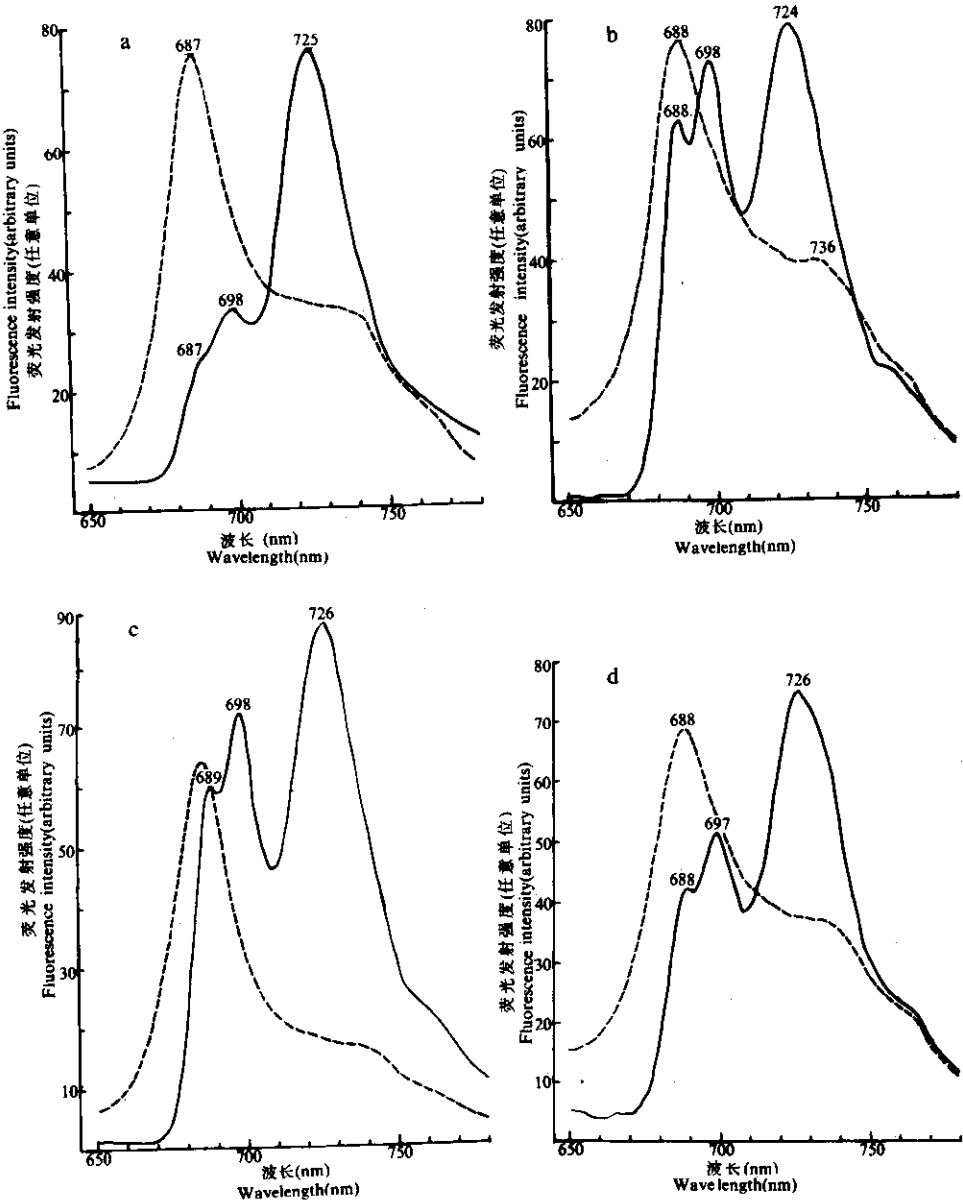 a
80
60
40
20
687
725
698
687
650
700
750
波长 (nm)
Wavelength(nm)
Fluorescence intensity(arbitrary units)
荧光发射强度(任意单位)
b
80
60
40
20
688
698
724
688
736
650
700
750
波长(nm)
Wavelength(nm)
荧光发射强度(任意单位)
Fluorescence intensity(arbitrary units)
c
90
70
50
30
10
726
698
689
650
700
750
波长(nm)
Wavelength(nm)
荧光发射强度(任意单位)
Fluorescence intensity(arbitrary units)
d
80
70
60
50
40
30
20
10
726
688
697
688
650
700
750
波长(nm)
Wavelength(nm)
荧光发射强度(任意单位)
Fluorescence intensity(arbitrary units)